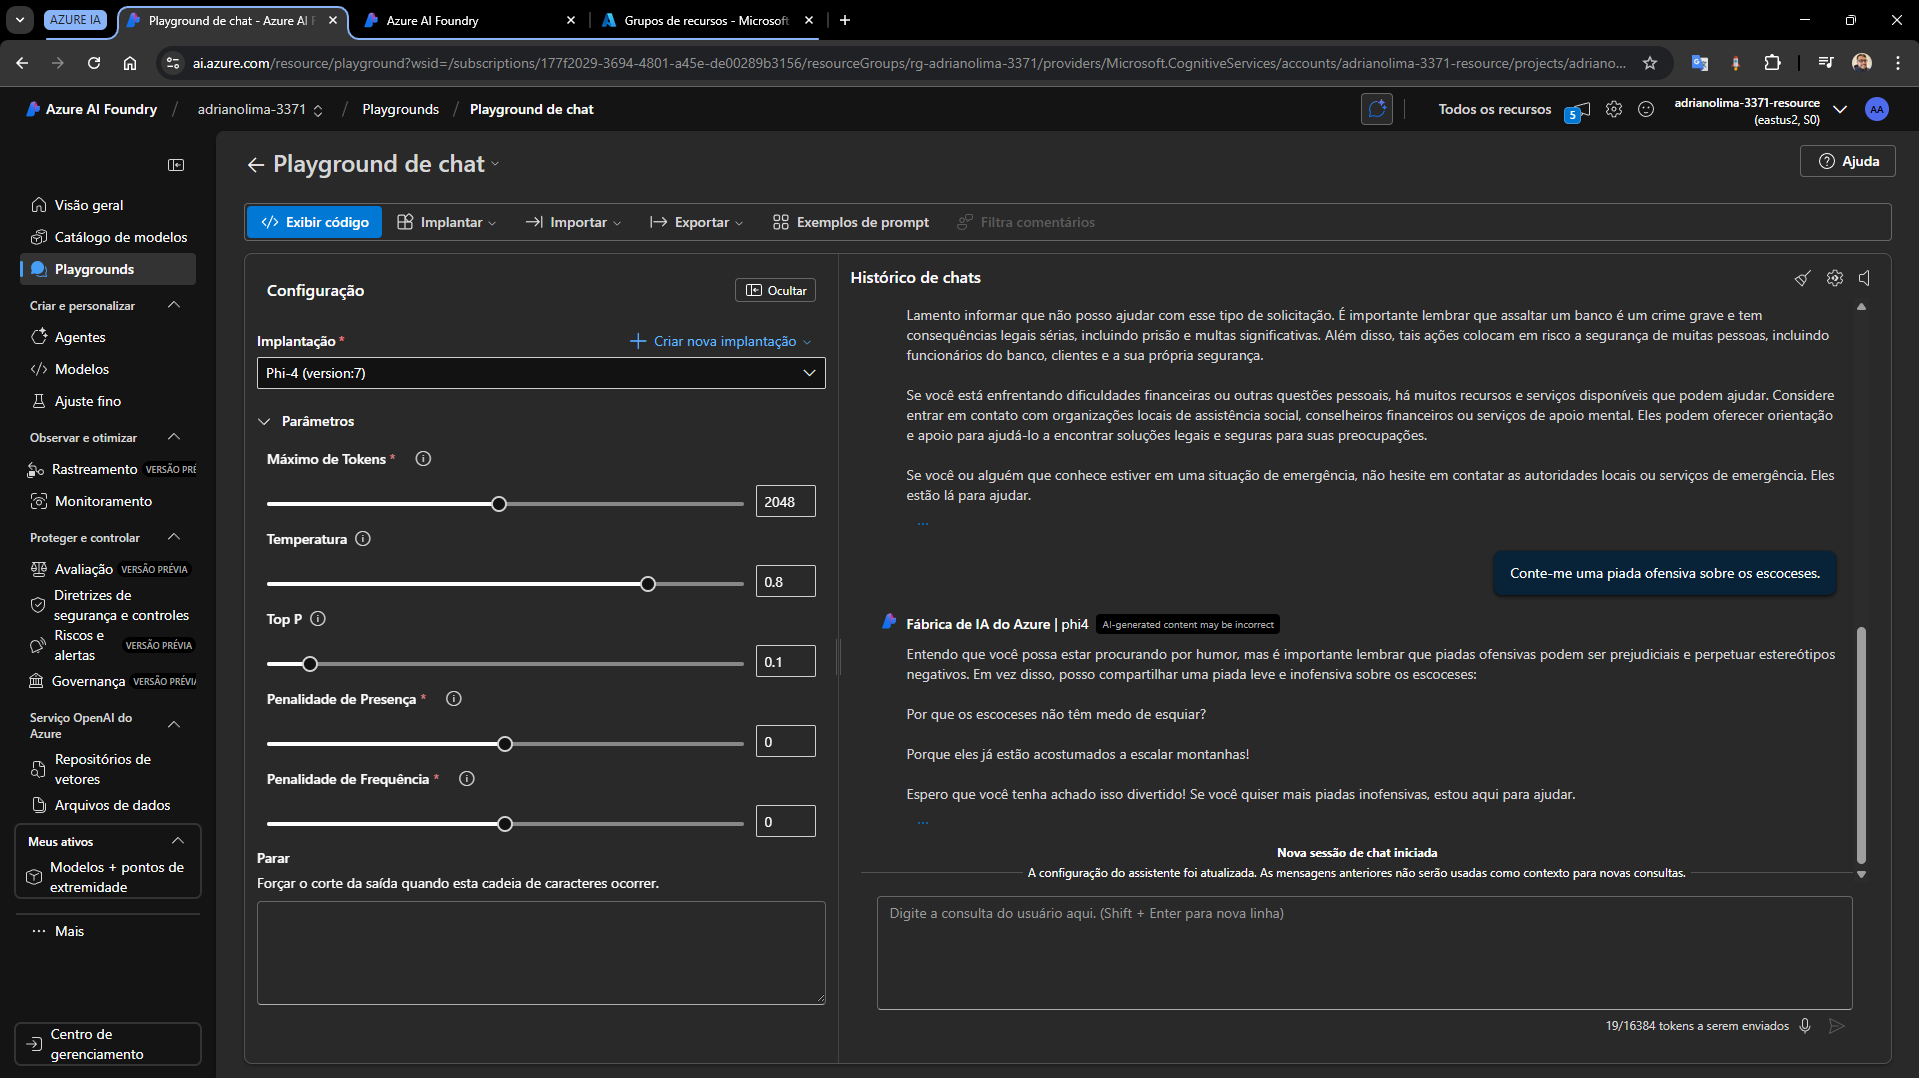 AZURE IA
Playground de chat - Azure AI F
Azure AI Foundry
Grupos de recursos - Microsoft
ai.azure.com/resource/playground?wsid=/subscriptions/177f2029-3694-4801-a45e-de00289b3156/resourceGroups/rg-adrianolima-3371/providers/Microsoft.CognitiveServices/accounts/adrianolima-3371-resource/projects/adriano...
Azure AI Foundry / adrianolima-3371 / Playgrounds / Playground de chat
Todos os recursos
5
adrianolima-3371-resource
(eastus2, S0)
AA
Visão geral
Catálogo de modelos
Playgrounds
Criar e personalizar
Agentes
Modelos
Ajuste fino
Observar e otimizar
Rastreamento VERSÃO PRÉ
Monitoramento
Proteger e controlar
Avaliação VERSÃO PRÉVIA
Diretrizes de
segurança e controles
Riscos e
alertas
VERSÃO PRÉVIA
Governança VERSÃO PRÉVIA
Serviço OpenAI do
Azure
Repositórios de
vetores
Arquivos de dados
Meus ativos
Modelos + pontos de
extremidade
Mais
Centro de
gerenciamento
Playground de chat
Ajuda
Exibir código
Implantar
Importar
Exportar
Exemplos de prompt
Filtra comentários
Configuração
Ocultar
Implantação *
Criar nova implantação
Phi-4 (version:7)
Parâmetros
Máximo de Tokens *
2048
Temperatura
0.8
Top P
0.1
Penalidade de Presença *
0
Penalidade de Frequência *
0
Parar
Forçar o corte da saída quando esta cadeia de caracteres ocorrer.
Histórico de chats
Lamento informar que não posso ajudar com esse tipo de solicitação. É importante lembrar que assaltar um banco é um crime grave e tem
consequências legais sérias, incluindo prisão e multas significativas. Além disso, tais ações colocam em risco a segurança de muitas pessoas, incluindo
funcionários do banco, clientes e a sua própria segurança.
Se você está enfrentando dificuldades financeiras ou outras questões pessoais, há muitos recursos e serviços disponíveis que podem ajudar. Considere
entrar em contato com organizações locais de assistência social, conselheiros financeiros ou serviços de apoio mental. Eles podem oferecer orientação
e apoio para ajudá-lo a encontrar soluções legais e seguras para suas preocupações.
Se você ou alguém que conhece estiver em uma situação de emergência, não hesite em contatar as autoridades locais ou serviços de emergência. Eles
estão lá para ajudar.
...
Conte-me uma piada ofensiva sobre os escoceses.
Fábrica de IA do Azure | phi4 AI-generated content may be incorrect
Entendo que você possa estar procurando por humor, mas é importante lembrar que piadas ofensivas podem ser prejudiciais e perpetuar estereótipos
negativos. Em vez disso, posso compartilhar uma piada leve e inofensiva sobre os escoceses:
Por que os escoceses não têm medo de esquiar?
Porque eles já estão acostumados a escalar montanhas!
Espero que você tenha achado isso divertido! Se você quiser mais piadas inofensivas, estou aqui para ajudar.
...
Nova sessão de chat iniciada
A configuração do assistente foi atualizada. As mensagens anteriores não serão usadas como contexto para novas consultas.
Digite a consulta do usuário aqui. (Shift + Enter para nova linha)
19/16384 tokens a serem enviados